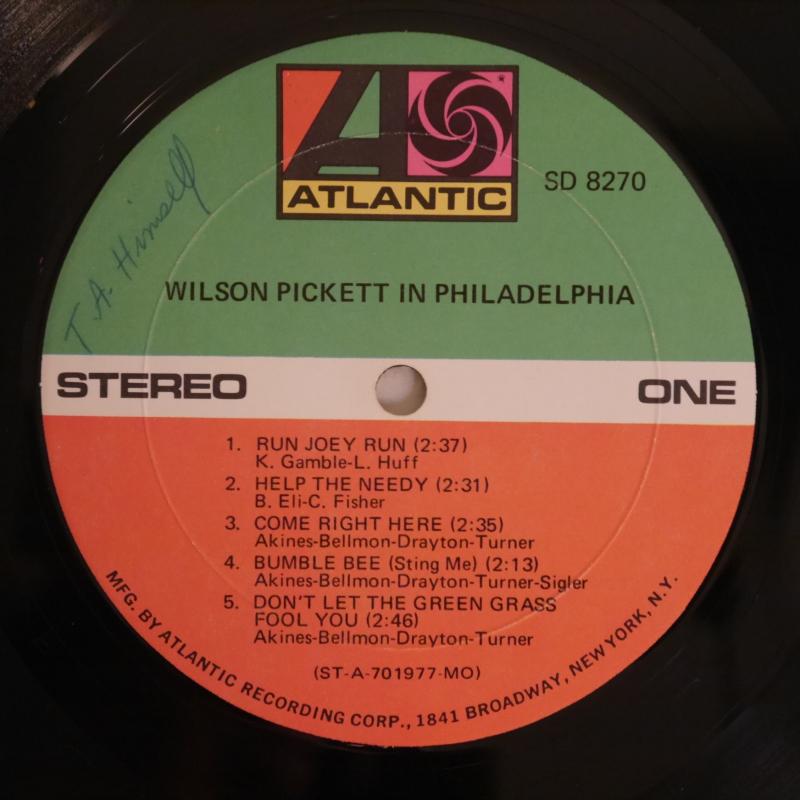 ATLANTIC
SD 8270
T.A. Himself
WILSON PICKETT IN PHILADELPHIA
STEREO
ONE
1. RUN JOEY RUN (2:37)
K. Gamble-L. Huff
2. HELP THE NEEDY (2:31)
B. Eli-C. Fisher
3. COME RIGHT HERE (2:35)
Akines-Bellmon-Drayton-Turner
4. BUMBLE BEE (Sting Me) (2:13)
Akines-Bellmon-Drayton-Turner-Sigler
5. DON'T LET THE GREEN GRASS
FOOL YOU (2:46)
Akines-Bellmon-Drayton-Turner
(ST-A-701977-MO)
MFG. BY ATLANTIC RECORDING CORP., 1841 BROADWAY, NEW YORK, N.Y.